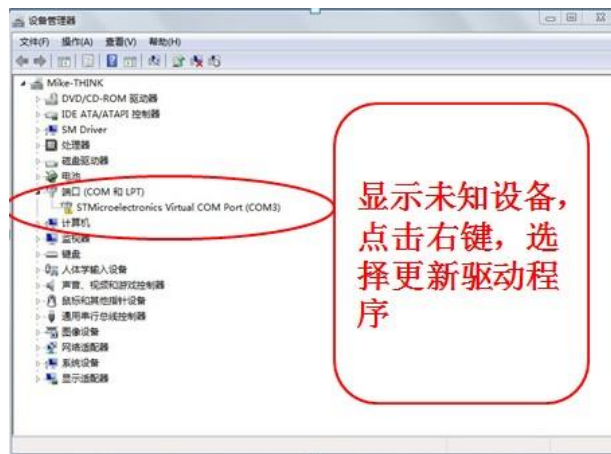 设备管理器
文件(F) 操作(A) 查看(V) 帮助(H)
Mike-THINK
DVD/CD-ROM 驱动器
IDE ATA/ATAPI 控制器
SM Driver
处理器
磁盘驱动器
电池
端口 (COM 和 LPT)
STMicroelectronics Virtual COM Port (COM3)
计算机
监视器
键盘
人体学输入设备
声音、视频和游戏控制器
鼠标和其他指针设备
通用串行总线控制器
图像设备
网络适配器
系统设备
显示适配器
显示未知设备，
点击右键，选
择更新驱动程
序